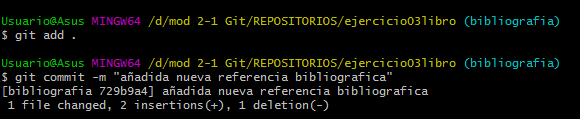 Usuario@Asus MINGW64 /d/mod 2-1 Git/REPOSITORIOS/ejercicio03libro (bibliografia)
$ git add .
Usuario@Asus MINGW64 /d/mod 2-1 Git/REPOSITORIOS/ejercicio03libro (bibliografia)
$ git commit -m "añadida nueva referencia bibliografica"
[bibliografia 729b9a4] añadida nueva referencia bibliografica
 1 file changed, 2 insertions(+), 1 deletion(-)